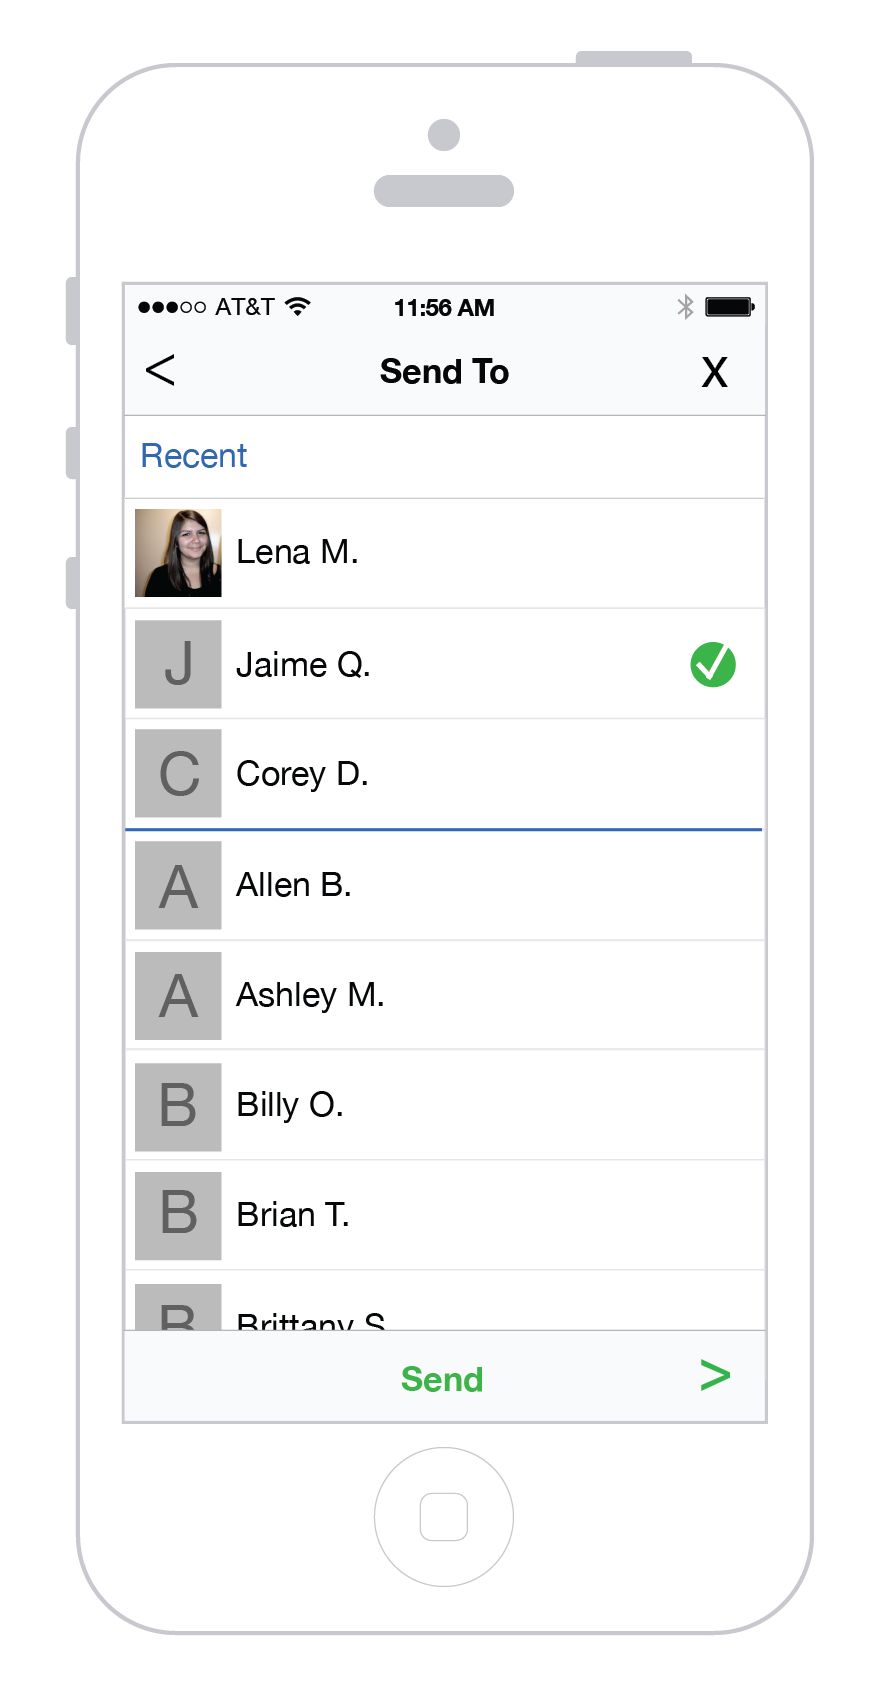 AT&T 11:56 AM
< Send To X
Recent
Lena M.
J Jaime Q.
C Corey D.
A Allen B.
A Ashley M.
B Billy O.
B Brian T.
B Brittany S
Send >